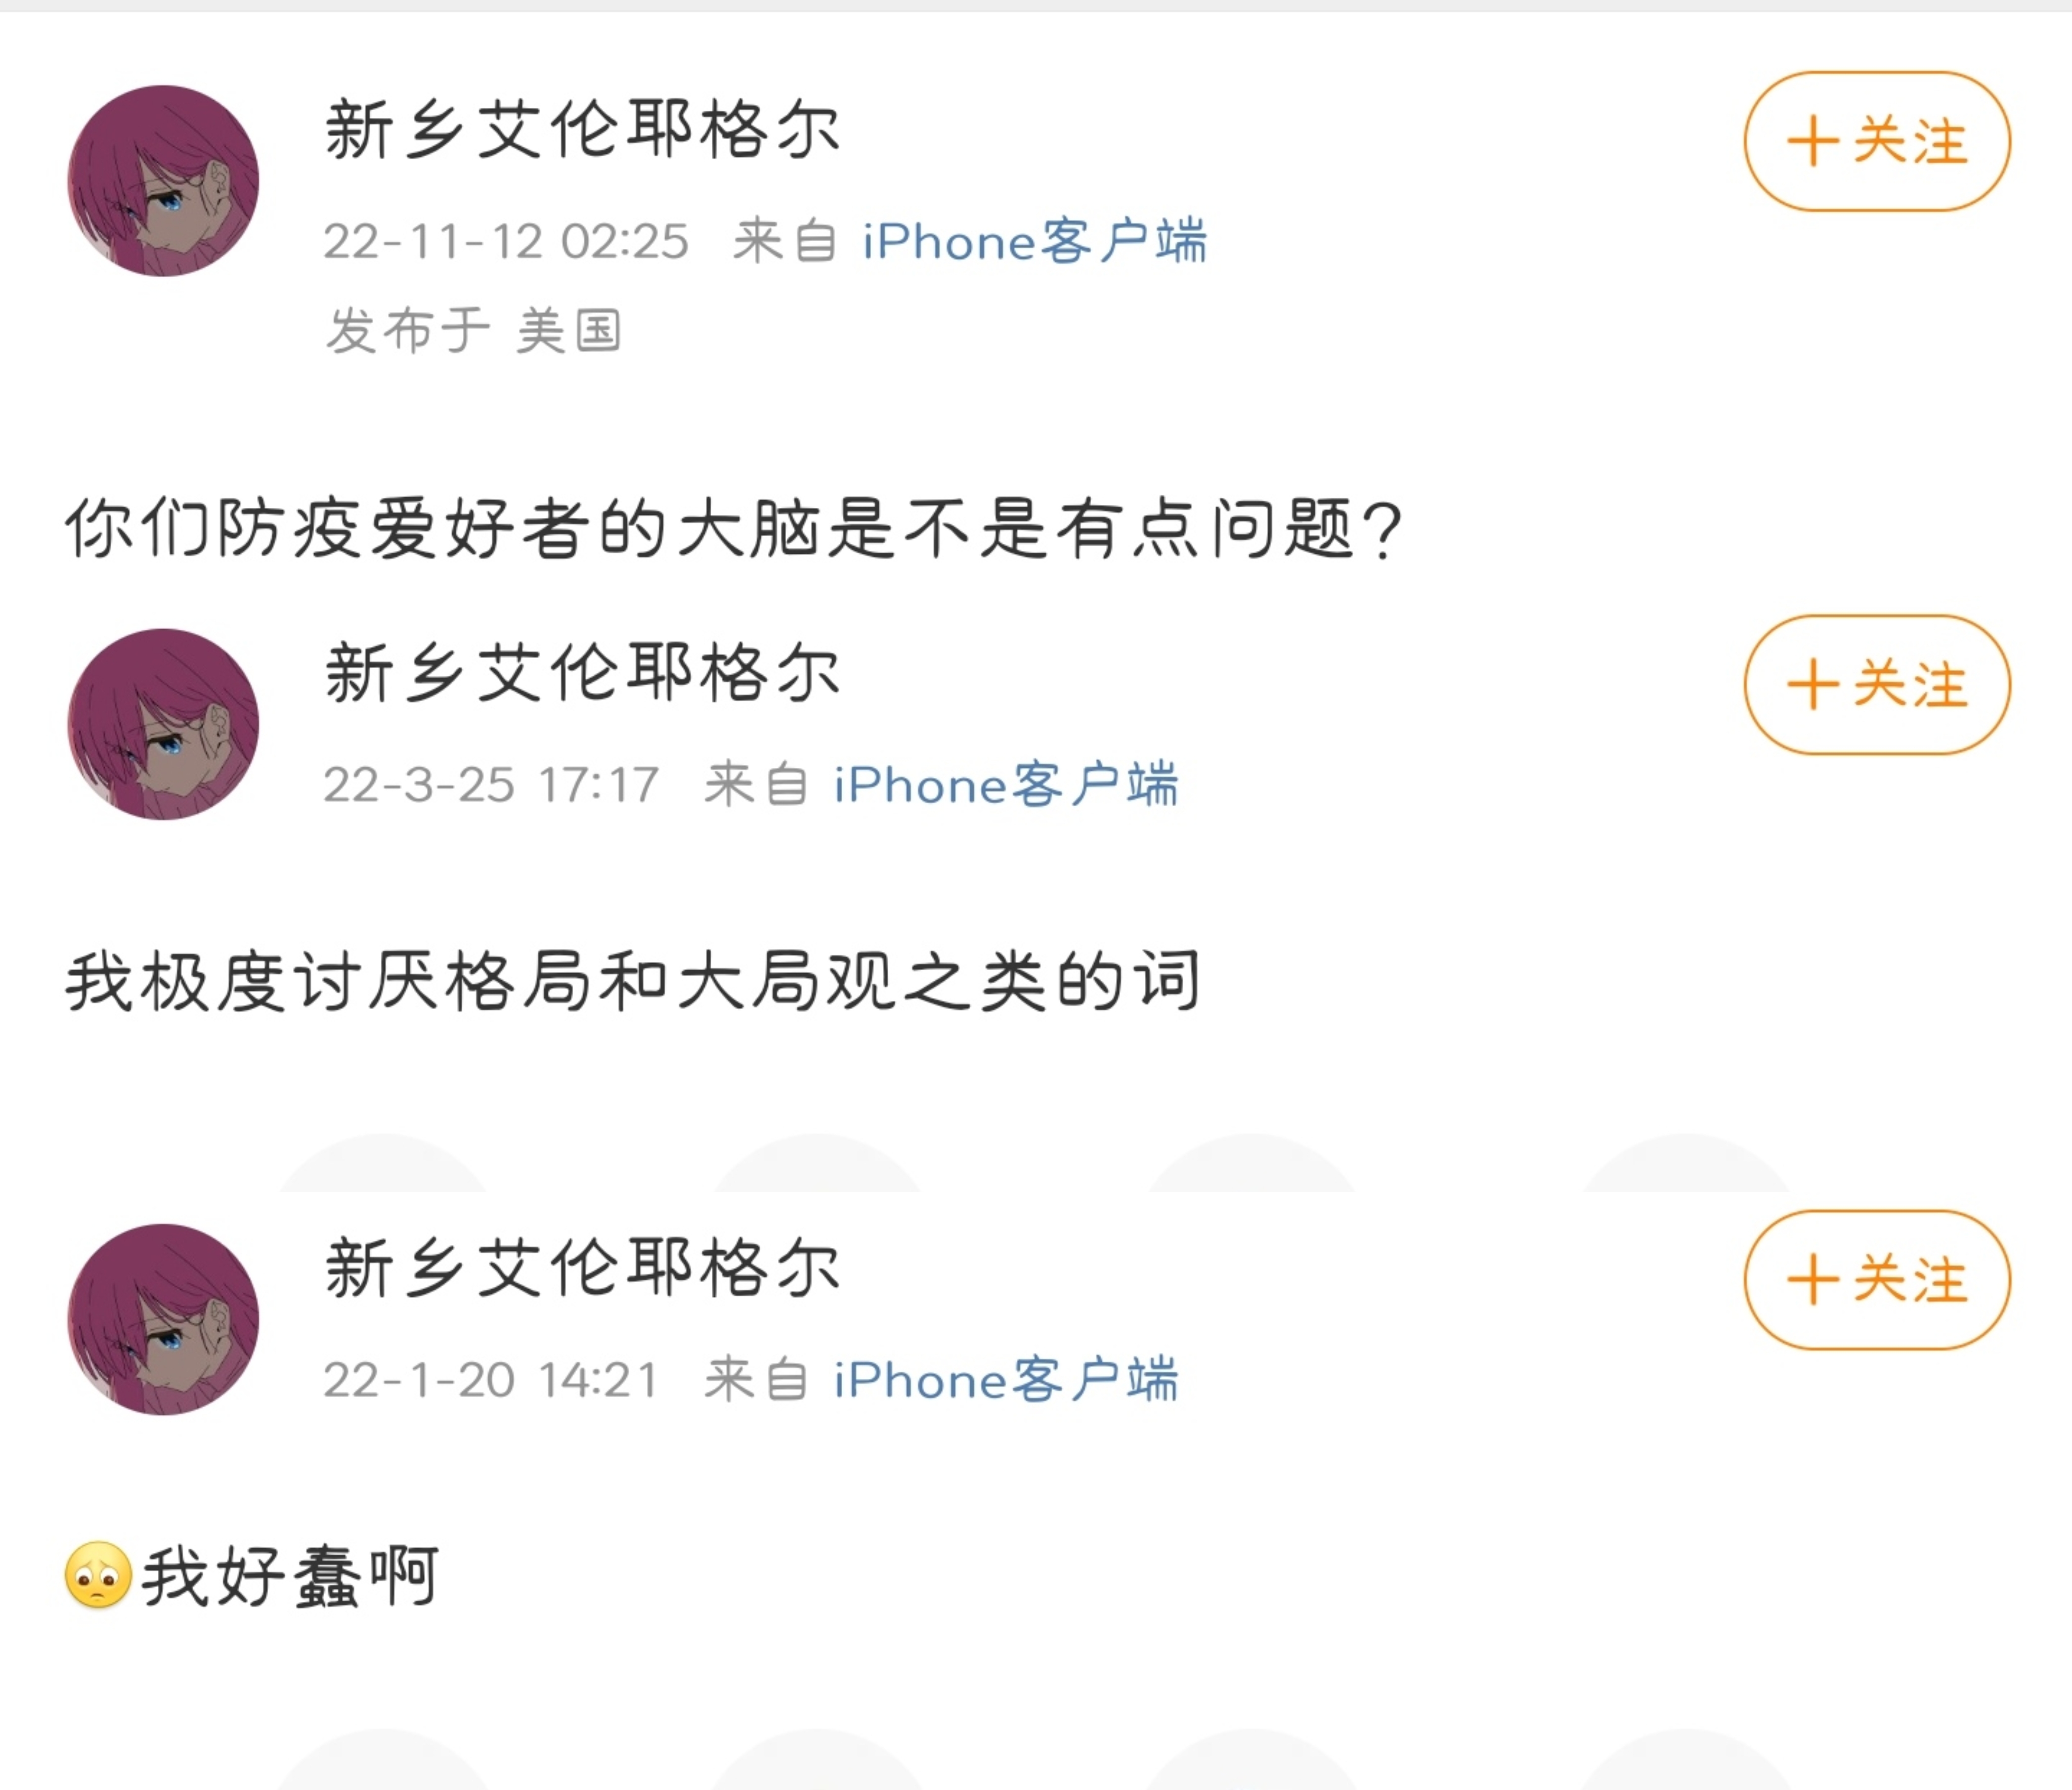 新乡艾伦耶格尔
+关注
22-11-12 02:25 来自 iPhone客户端
发布于 美国
你们防疫爱好者的大脑是不是有点问题?
新乡艾伦耶格尔
+关注
22-3-25 17:17 来自 iPhone客户端
我极度讨厌格局和大局观之类的词
新乡艾伦耶格尔
+关注
22-1-20 14:21 来自 iPhone客户端
🥺我好蠢啊